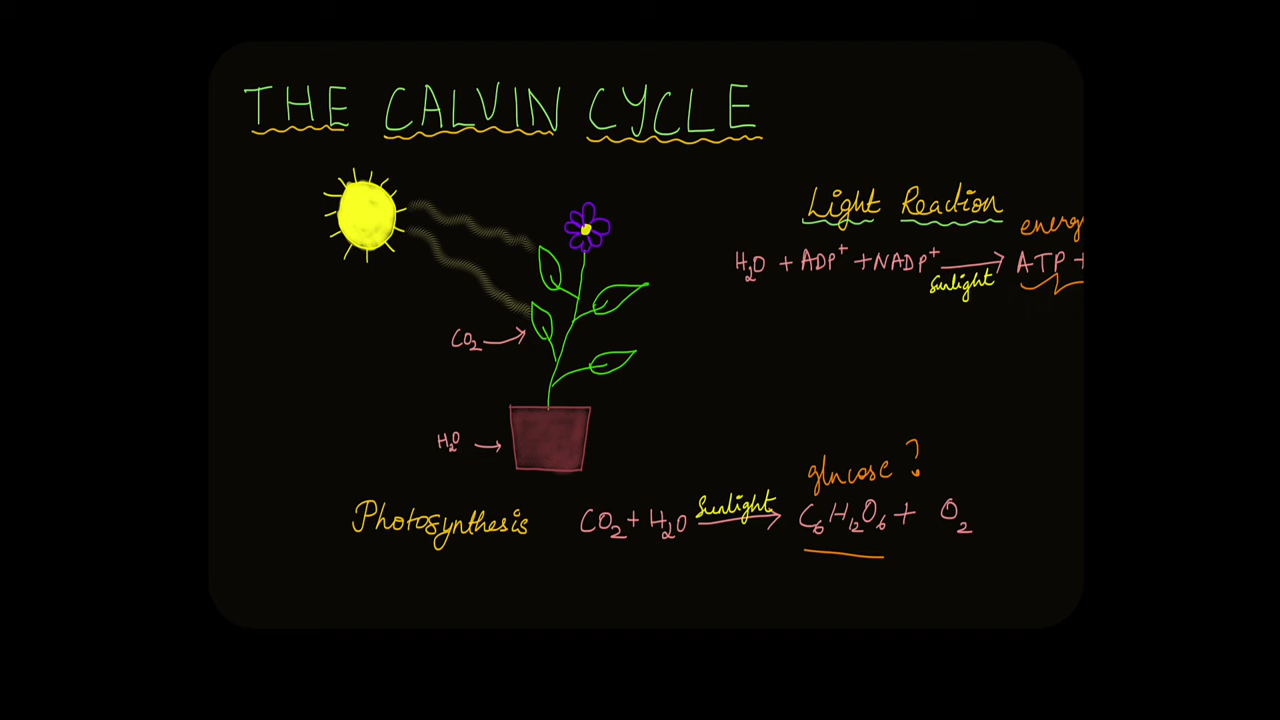 THE CALVIN CYCLE
Light Reaction
energy
H₂O + ADP⁺ + NADP⁺ → ATP +
Sunlight
CO₂ →
H₂O →
glucose ?
Photosynthesis CO₂ + H₂O Sunlight → C₆H₁₂O₆ + O₂